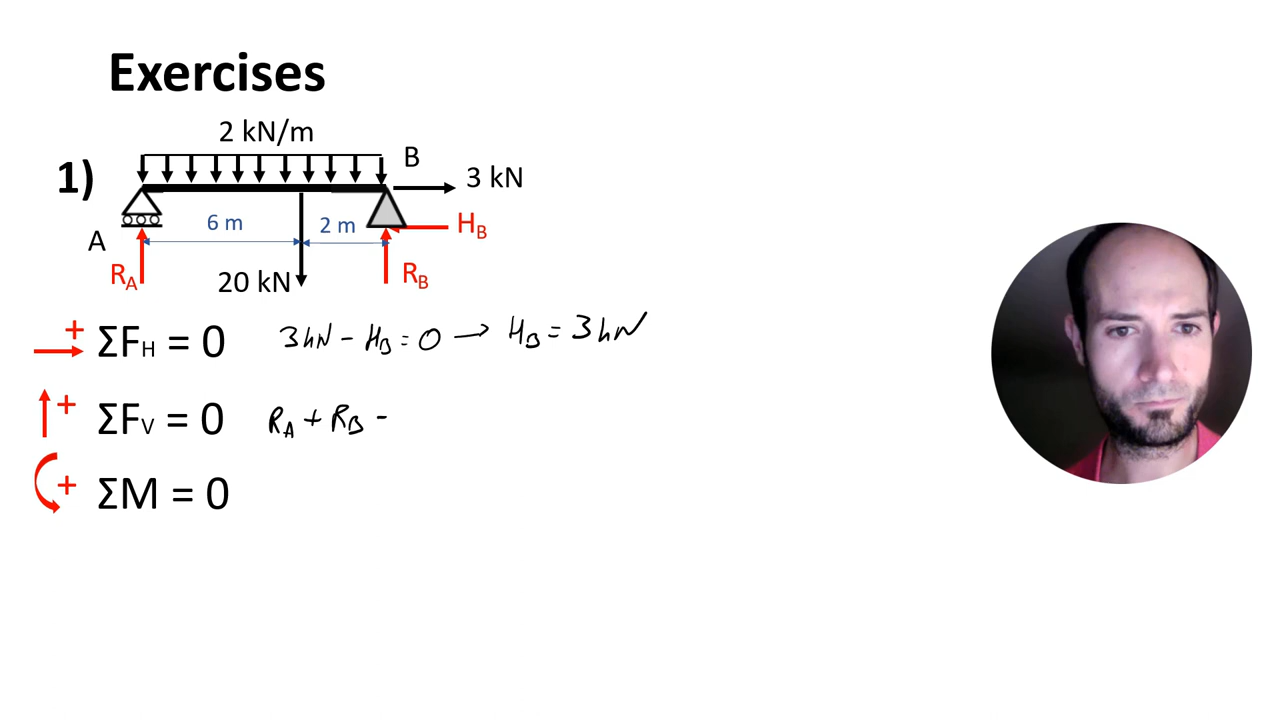 Exercises
2 kN/m
B
1)
3 kN
6 m
2 m
H_B
A
R_A
20 kN
R_B
+ ΣF_H = 0 3kN - H_B = 0 → H_B = 3kN
+ ΣF_V = 0 R_A + R_B -
+ ΣM = 0